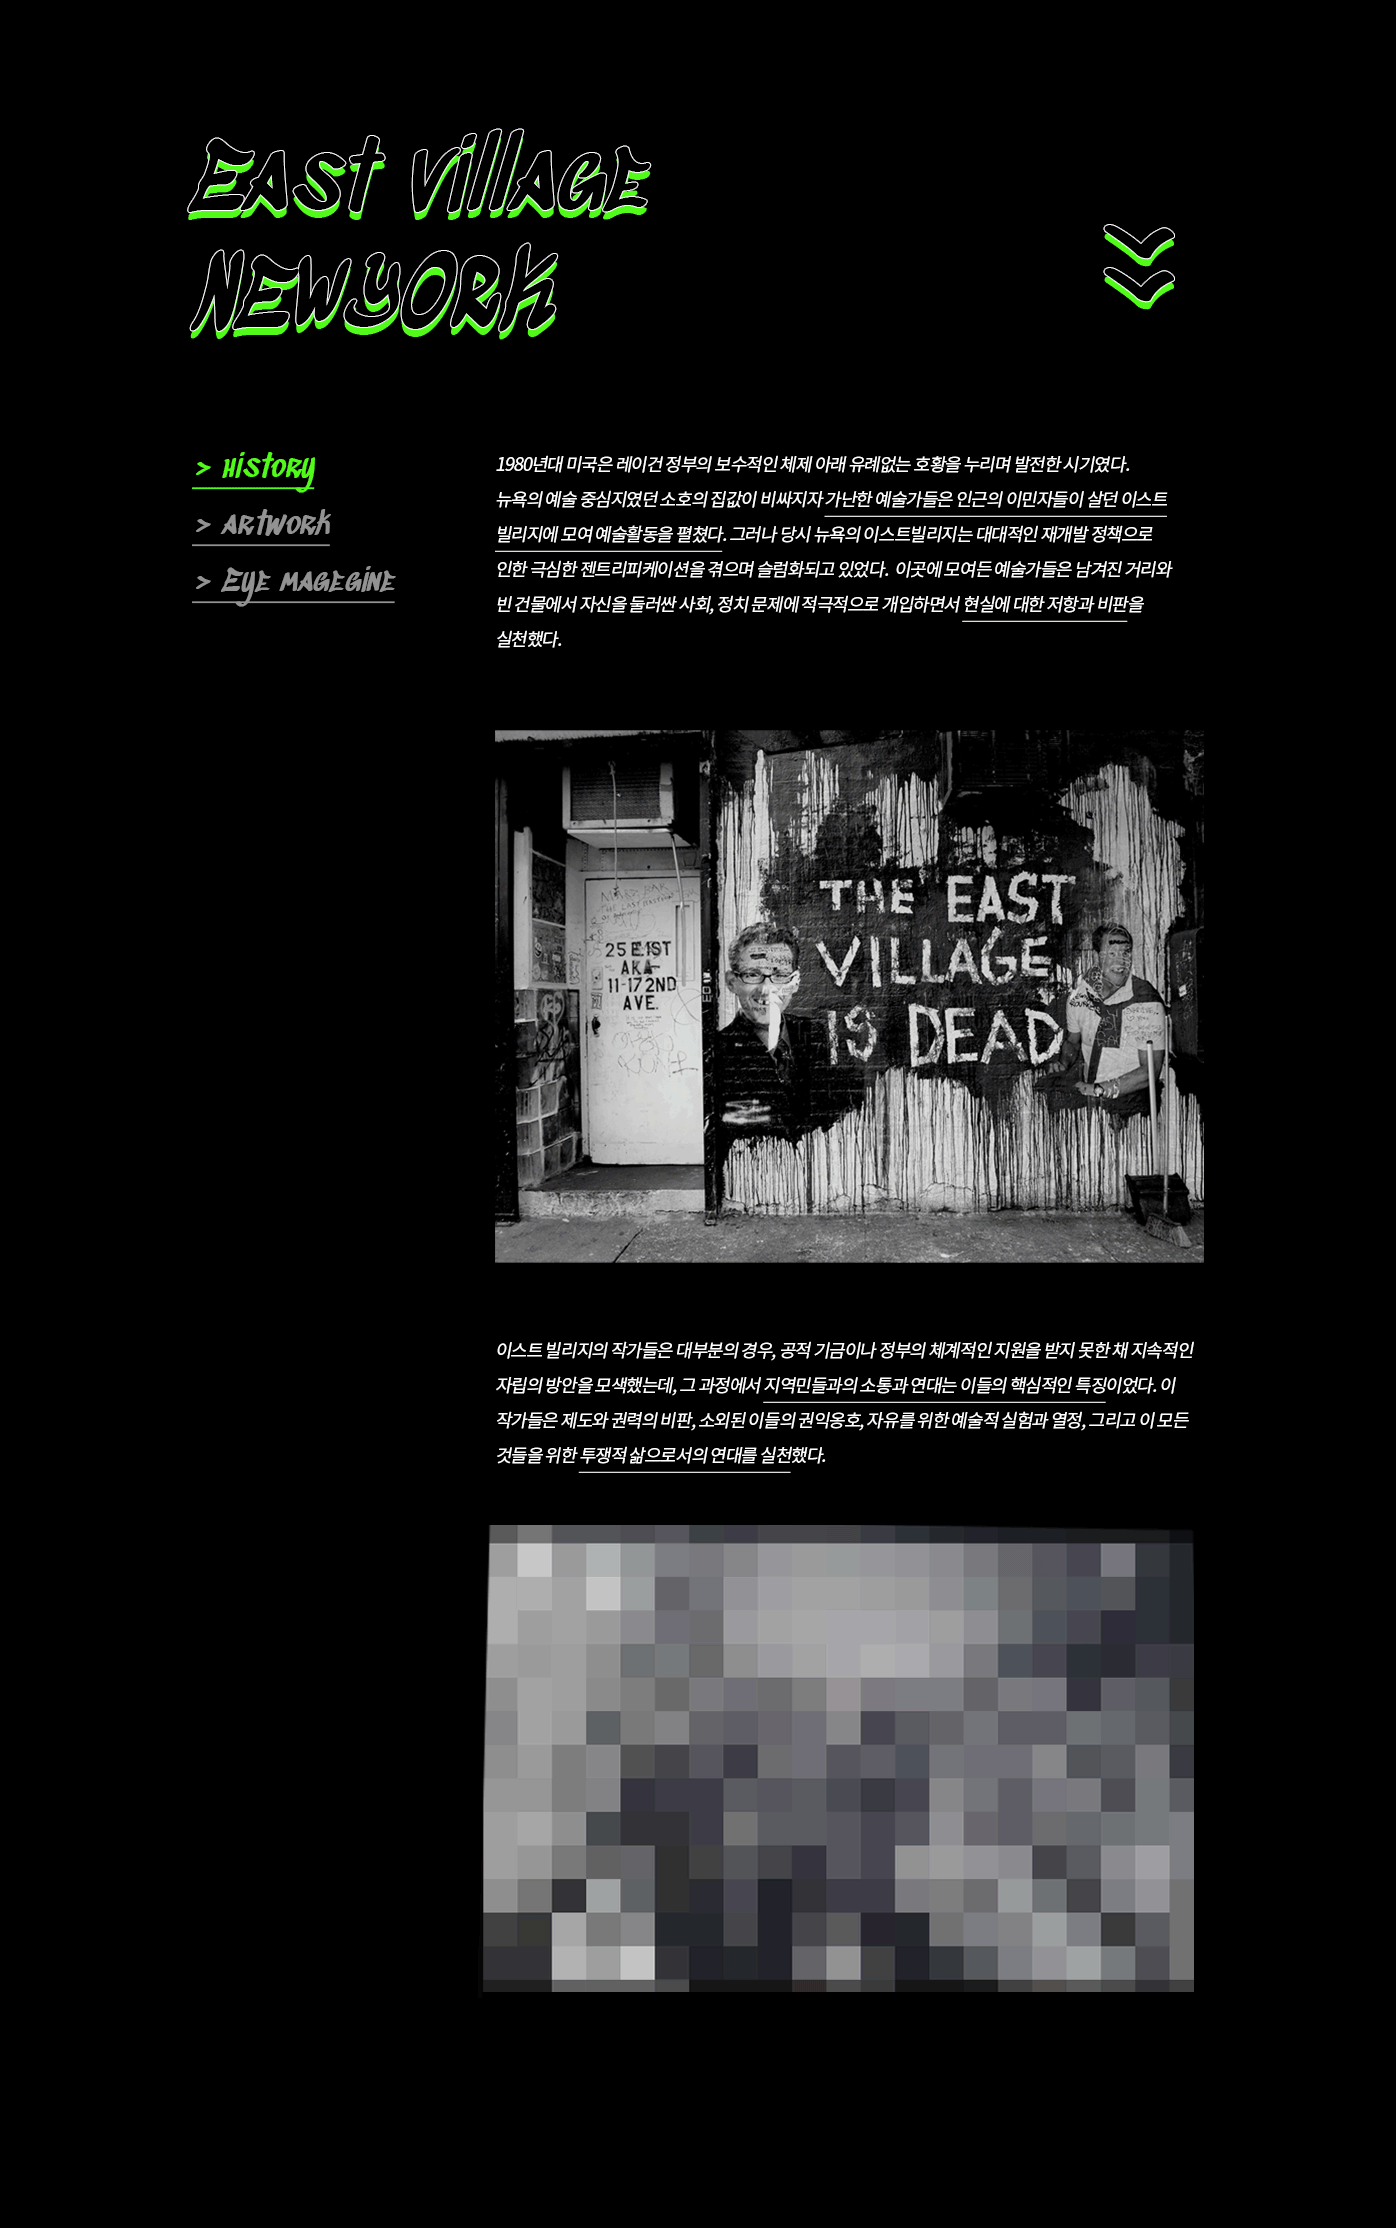 EAST VillAGE
NEWYORK
> HiSTORY
> ARTWORK
> EYE MAGEGiNE
1980년대 미국은 레이건 정부의 보수적인 체제 아래 유례없는 호황을 누리며 발전한 시기였다.
뉴욕의 예술 중심지였던 소호의 집값이 비싸지자 가난한 예술가들은 인근의 이민자들이 살던 이스트
빌리지에 모여 예술활동을 펼쳤다. 그러나 당시 뉴욕의 이스트빌리지는 대대적인 재개발 정책으로
인한 극심한 젠트리피케이션을 겪으며 슬럼화되고 있었다. 이곳에 모여든 예술가들은 남겨진 거리와
빈 건물에서 자신을 둘러싼 사회, 정치 문제에 적극적으로 개입하면서 현실에 대한 저항과 비판을
실천했다.
THE EAST
VILLAGE
IS DEAD
25 EAST
AKA
11-17 2ND
AVE.
이스트 빌리지의 작가들은 대부분의 경우, 공적 기금이나 정부의 체계적인 지원을 받지 못한 채 지속적인
자립의 방안을 모색했는데, 그 과정에서 지역민들과의 소통과 연대는 이들의 핵심적인 특징이었다. 이
작가들은 제도와 권력의 비판, 소외된 이들의 권익옹호, 자유를 위한 예술적 실험과 열정, 그리고 이 모든
것들을 위한 투쟁적 삶으로서의 연대를 실천했다.